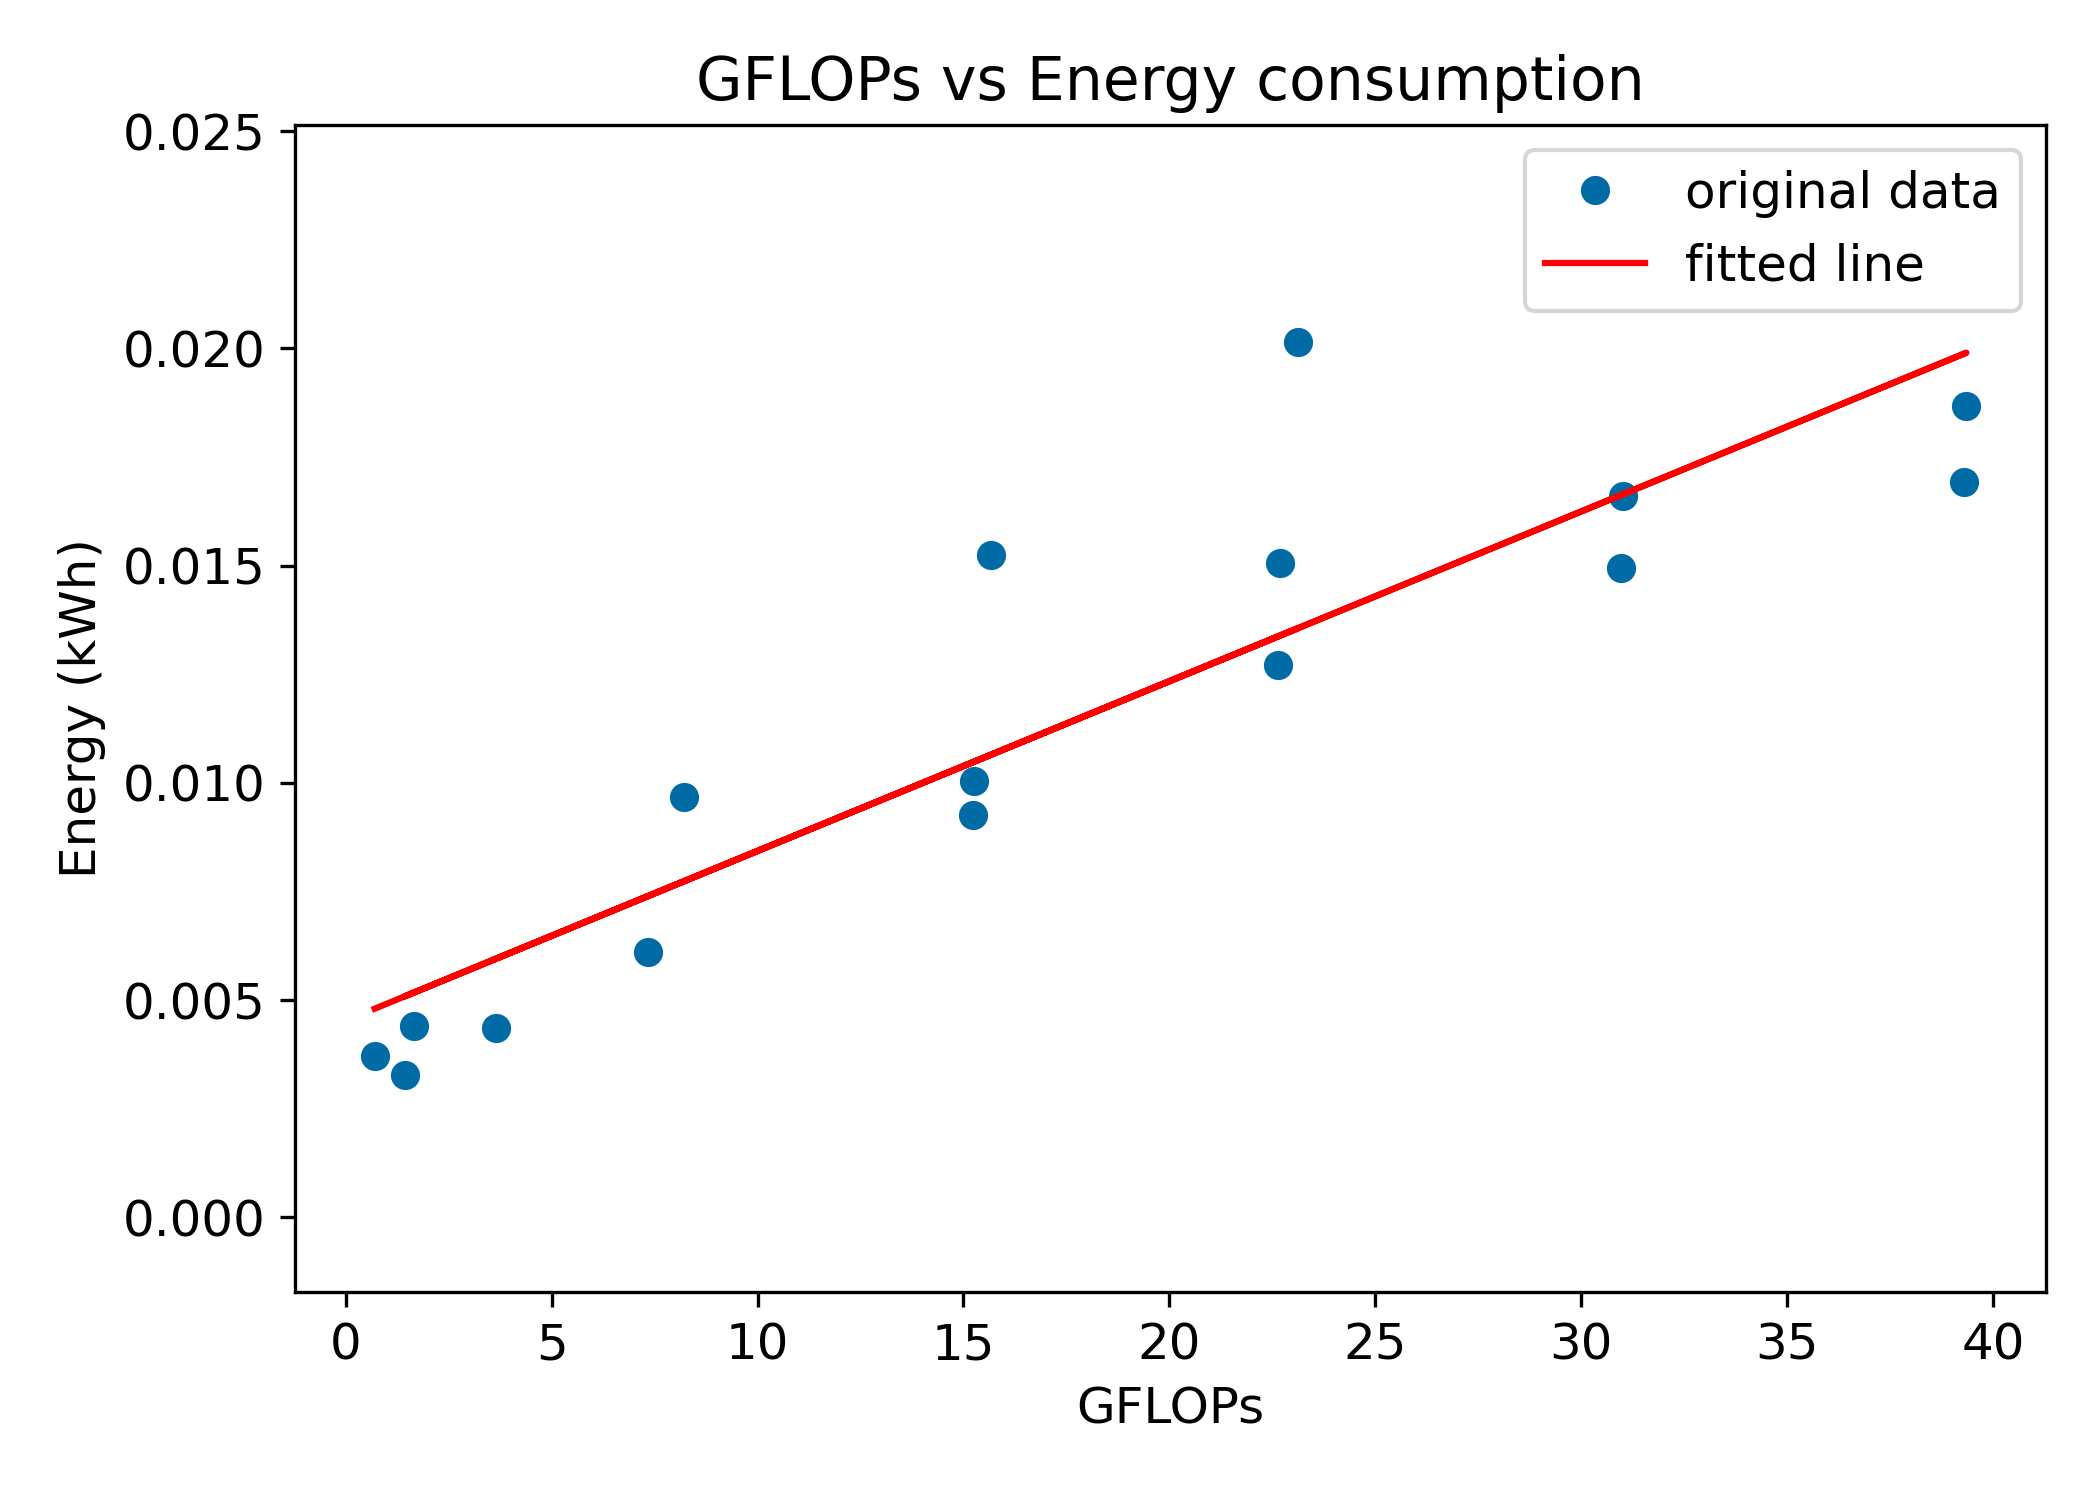 GFLOPs vs Energy consumption
0.025
0.020
0.015
0.010
0.005
0.000
Energy (kWh)
original data
fitted line
0 5 10 15 20 25 30 35 40
GFLOPs